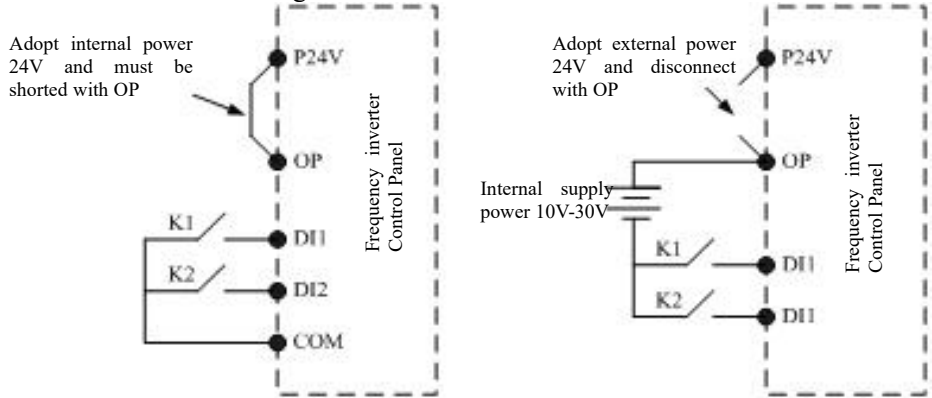 Adopt internal power
24V and must be
shorted with OP
P24V
OP
K1
DI1
K2
DI2
COM
Frequency inverter
Control Panel
Adopt external power
24V and disconnect
with OP
P24V
OP
Internal supply
power 10V-30V
K1
DI1
K2
DI1
Frequency inverter
Control Panel